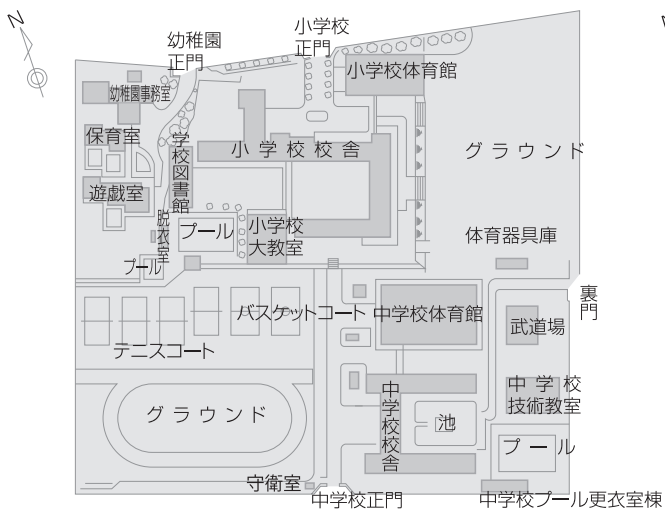 N
幼稚園
正門
小学校
正門
小学校体育館
幼稚園事務室
保育室
学校図書館
小学校校舎
グラウンド
遊戯室
脱衣室
プール
小学校
大教室
体育器具庫
プール
裏門
バスケットコート
中学校体育館
武道場
テニスコート
中学校校舎
中学校
技術教室
グラウンド
池
プール
守衛室
中学校正門
中学校プール更衣室棟